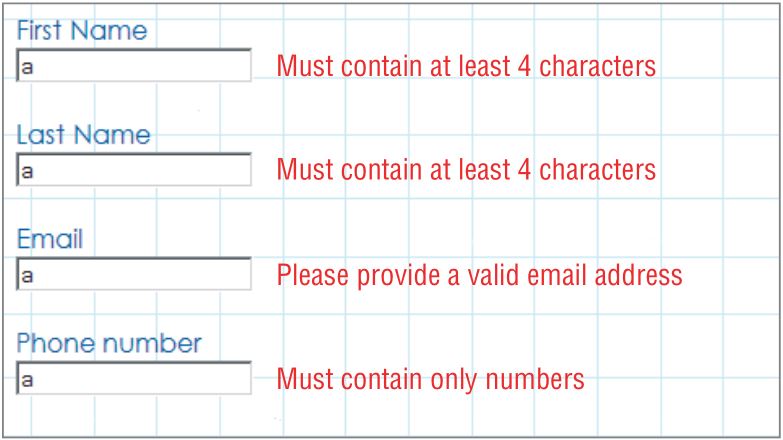 First Name
a Must contain at least 4 characters
Last Name
a Must contain at least 4 characters
Email
a Please provide a valid email address
Phone number
a Must contain only numbers